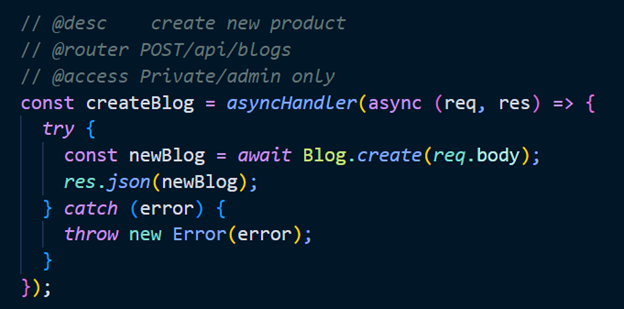 // @desc    create new product
// @router POST/api/blogs
// @access Private/admin only
const createBlog = asyncHandler(async (req, res) => {
  try {
    const newBlog = await Blog.create(req.body);
    res.json(newBlog);
  } catch (error) {
    throw new Error(error);
  }
});